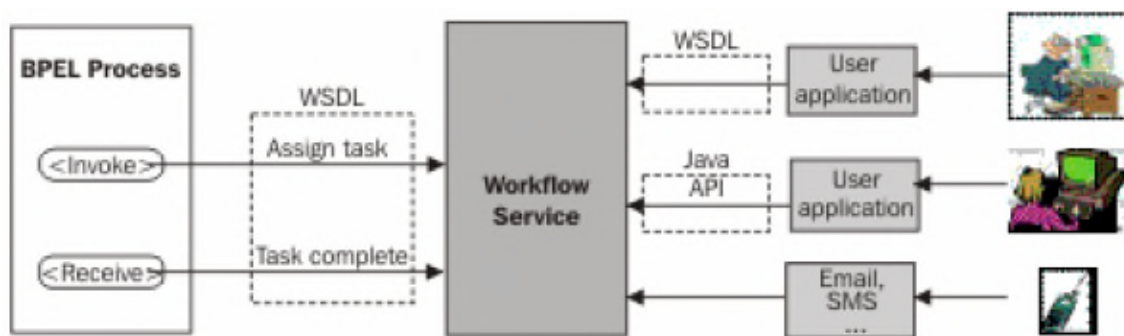 BPEL Process
<Invoke>
<Receive>
WSDL
Assign task
Task complete
Workflow
Service
WSDL
User
application
Java
API
User
application
Email,
SMS
...